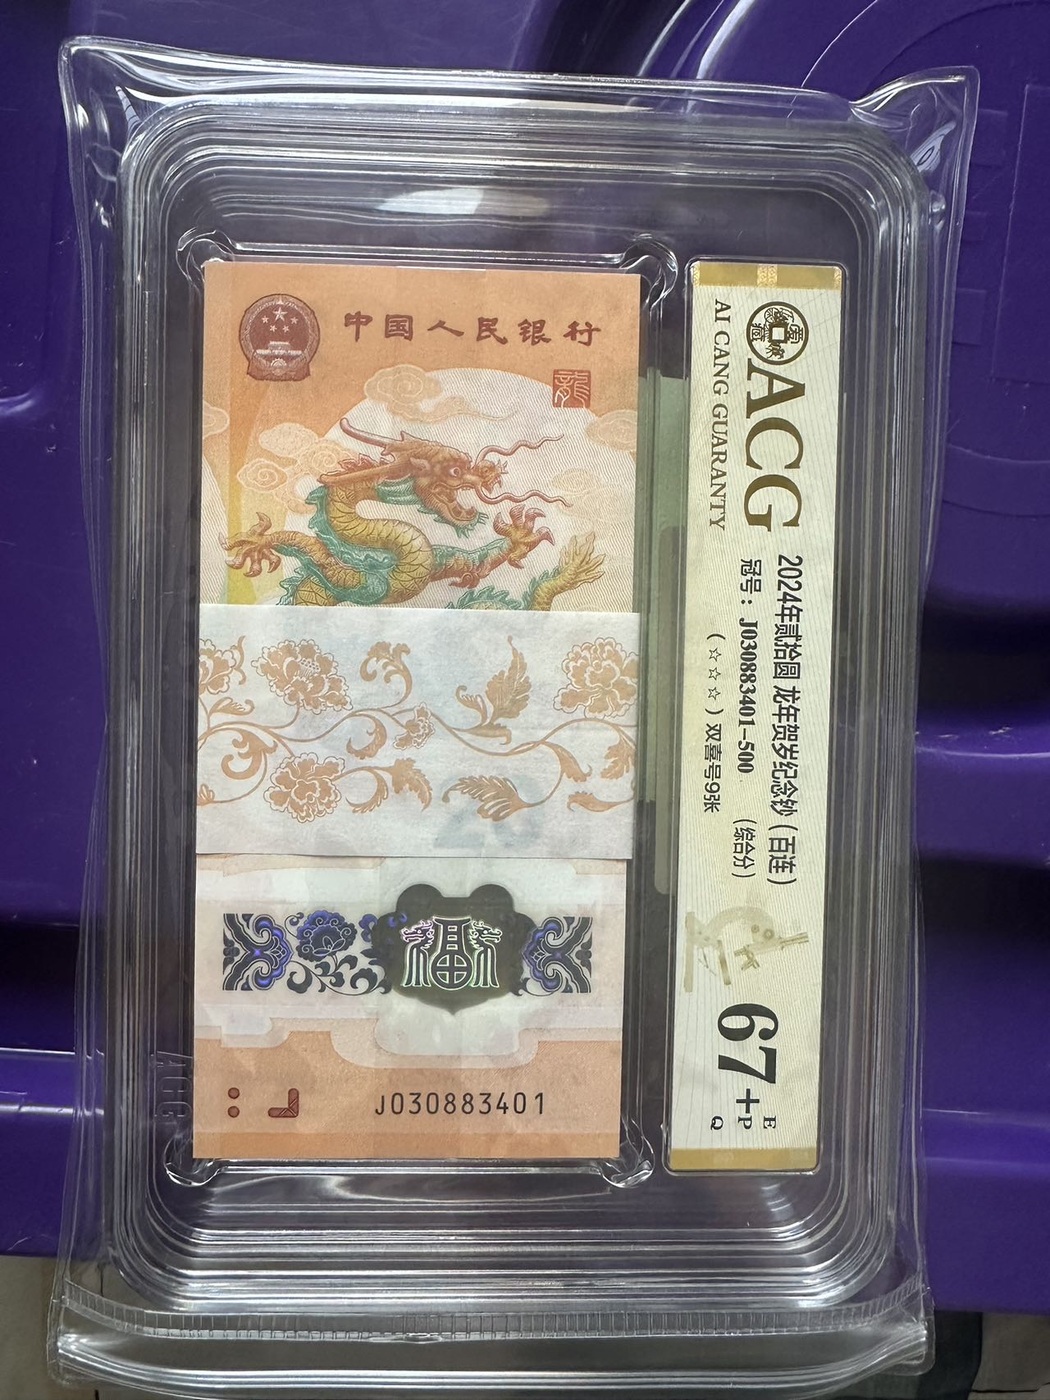 中国人民银行
龍
J030883401
ACG
AI CANG GUARANTY
2024年贰拾圆 龙年贺岁纪念钞（百连）
冠号：J030883401-500 （综合分）
（☆☆☆）双喜号9张
67+
E
P
Q